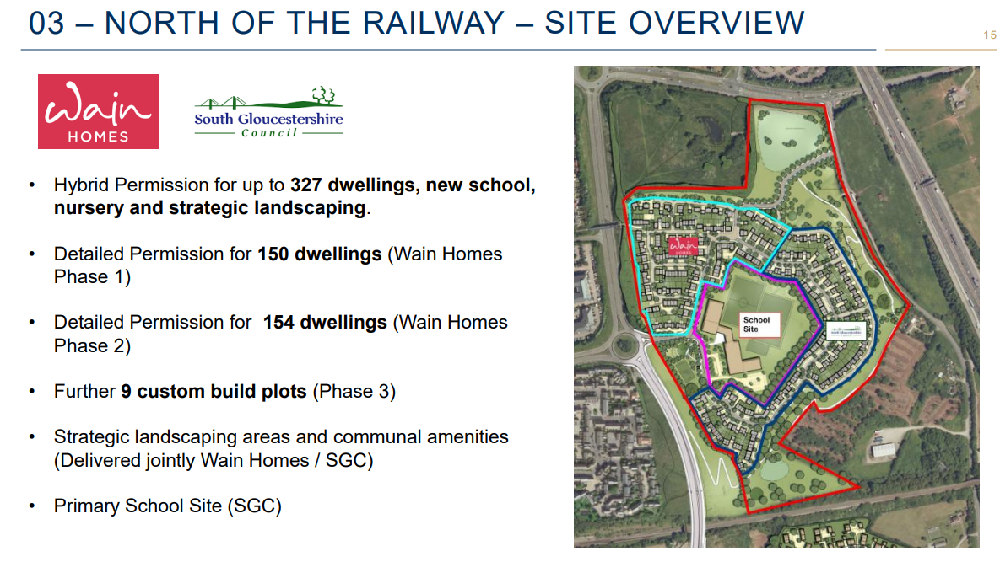 03 – NORTH OF THE RAILWAY – SITE OVERVIEW
15
Wain
HOMES
South Gloucestershire
Council
• Hybrid Permission for up to 327 dwellings, new school,
nursery and strategic landscaping.
• Detailed Permission for 150 dwellings (Wain Homes
Phase 1)
• Detailed Permission for  154 dwellings (Wain Homes
Phase 2)
• Further 9 custom build plots (Phase 3)
• Strategic landscaping areas and communal amenities
(Delivered jointly Wain Homes / SGC)
• Primary School Site (SGC)
Wain
HOMES
School
Site